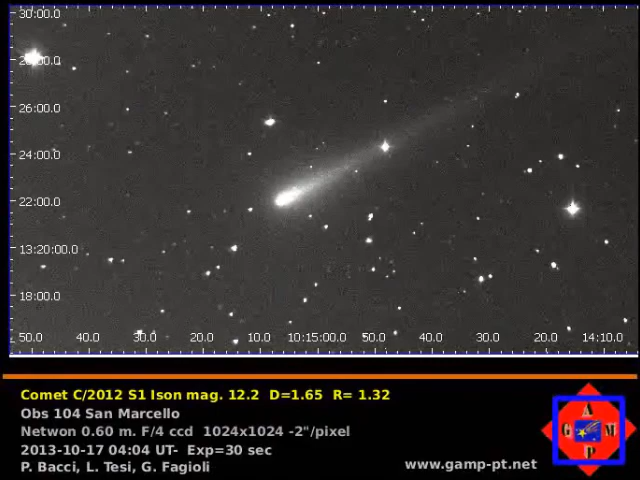 30:00.0
28:00.0
26:00.0
24:00.0
22:00.0
13:20:00.0
18:00.0
50.0 40.0 30.0 20.0 10.0 10:15:00.0 50.0 40.0 30.0 20.0 14:10.0
Comet C/2012 S1 Ison mag. 12.2 D=1.65 R= 1.32
Obs 104 San Marcello
Netwon 0.60 m. F/4 ccd 1024x1024 -2"/pixel
2013-10-17 04:04 UT- Exp=30 sec
P. Bacci, L. Tesi, G. Fagioli
www.gamp-pt.net
A
G M
P